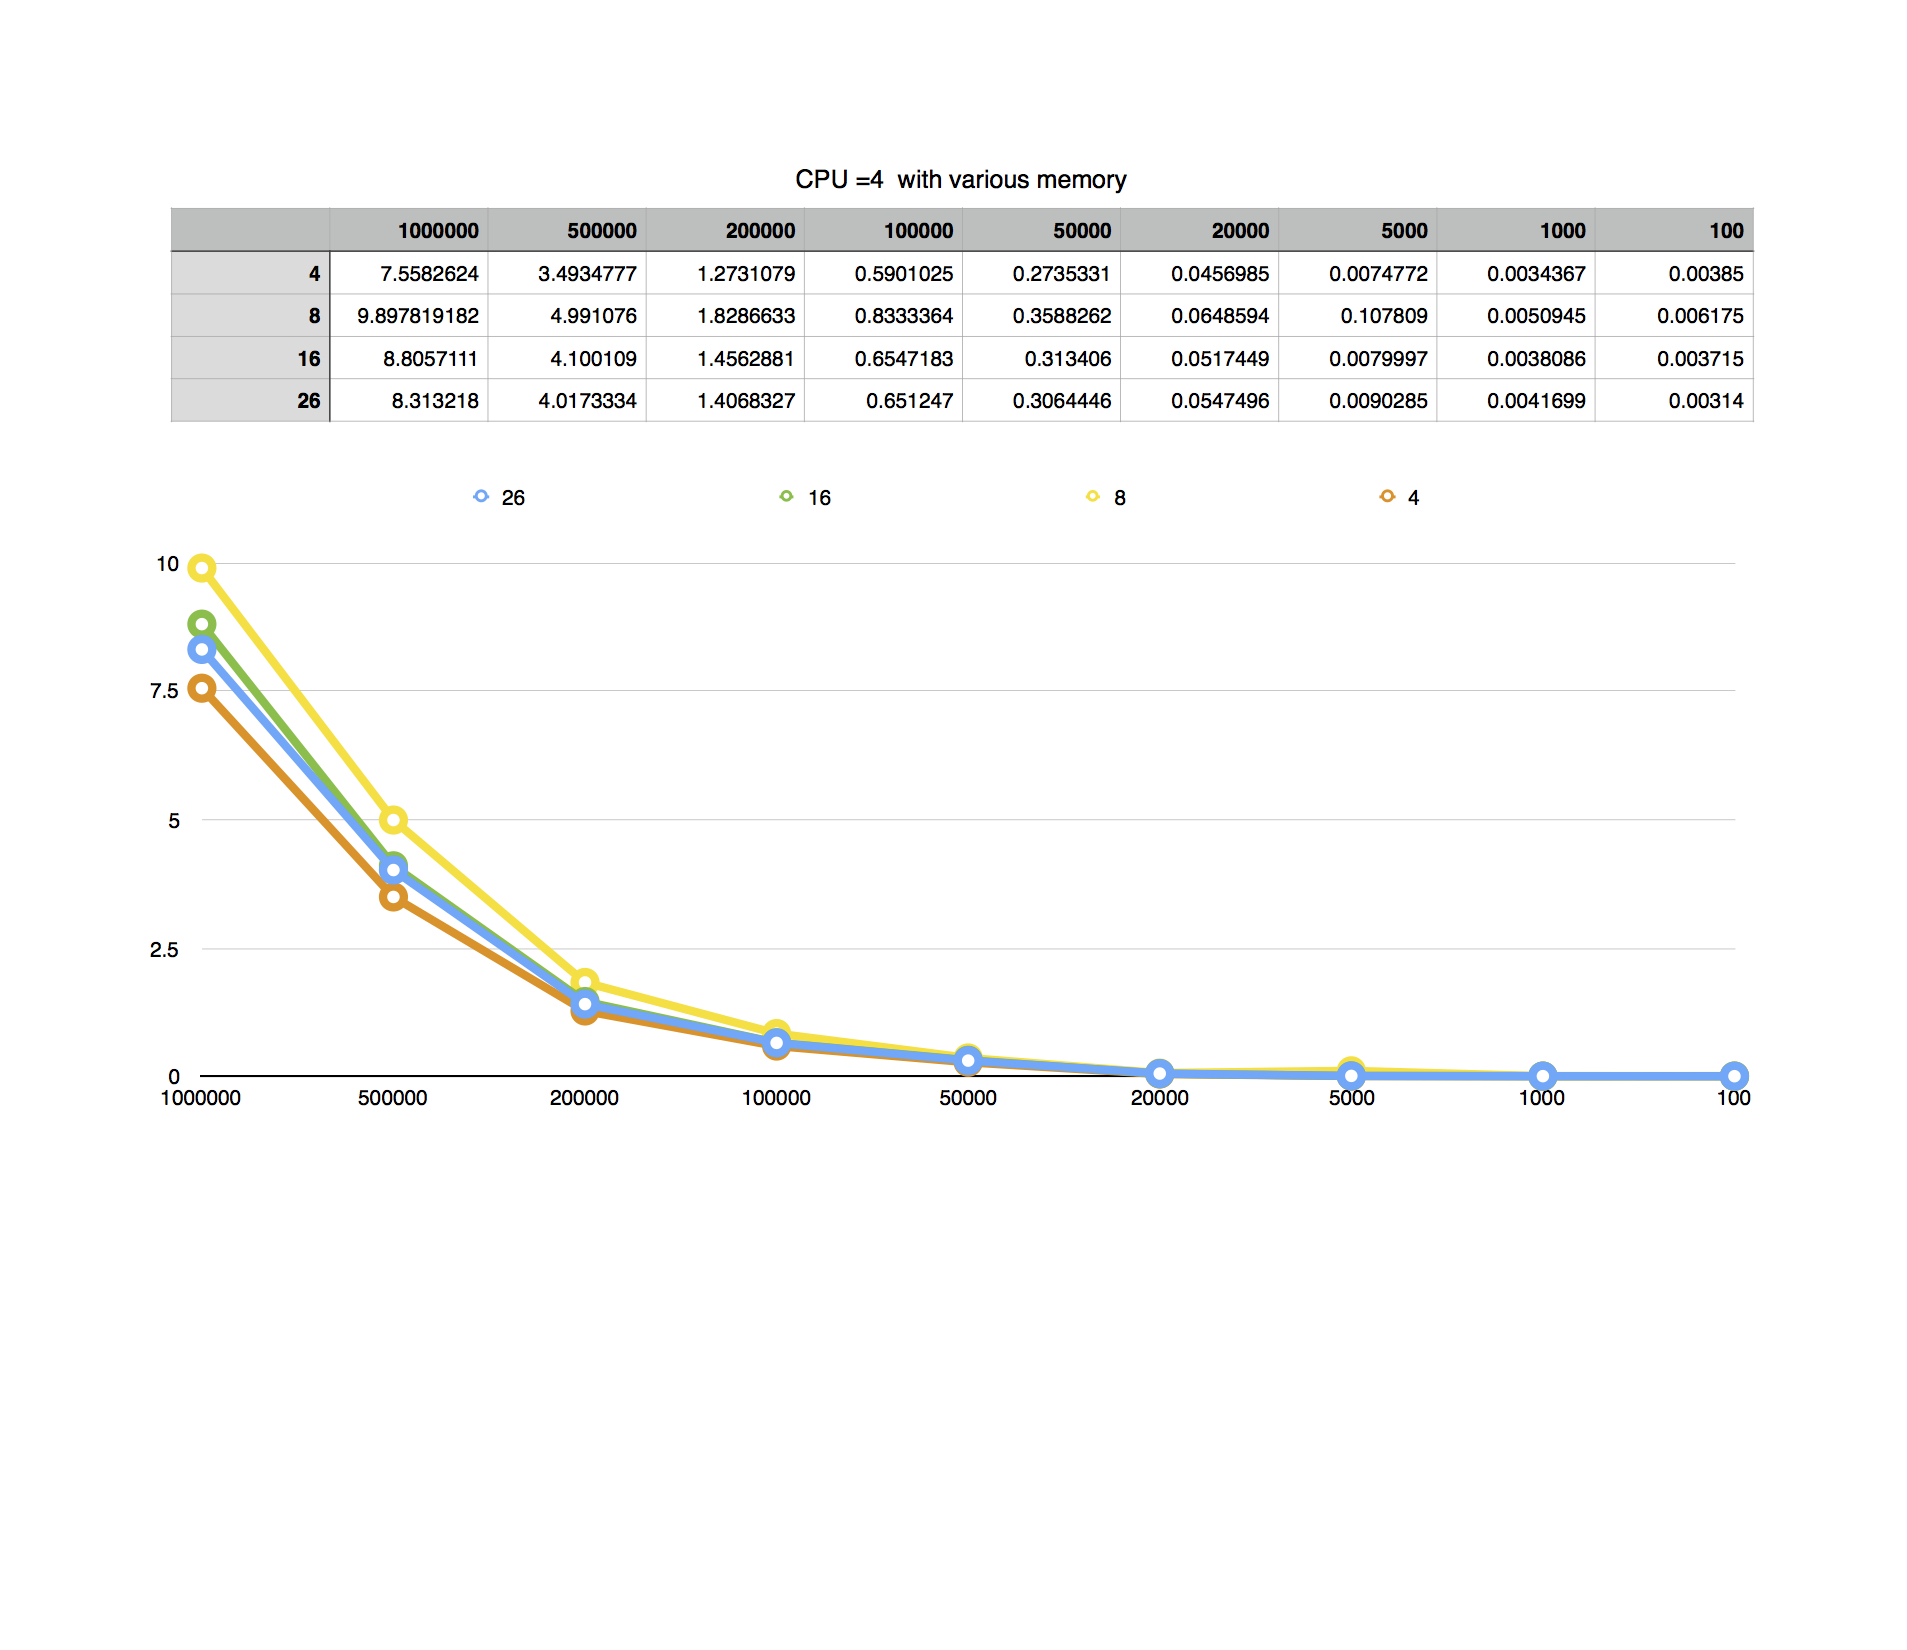 CPU =4  with various memory
1000000 500000 200000 100000 50000 20000 5000 1000 100
4 7.5582624 3.4934777 1.2731079 0.5901025 0.2735331 0.0456985 0.0074772 0.0034367 0.00385
8 9.897819182 4.991076 1.8286633 0.8333364 0.3588262 0.0648594 0.107809 0.0050945 0.006175
16 8.8057111 4.100109 1.4562881 0.6547183 0.313406 0.0517449 0.0079997 0.0038086 0.003715
26 8.313218 4.0173334 1.4068327 0.651247 0.3064446 0.0547496 0.0090285 0.0041699 0.00314
26 16 8 4
10
7.5
5
2.5
0
1000000 500000 200000 100000 50000 20000 5000 1000 100